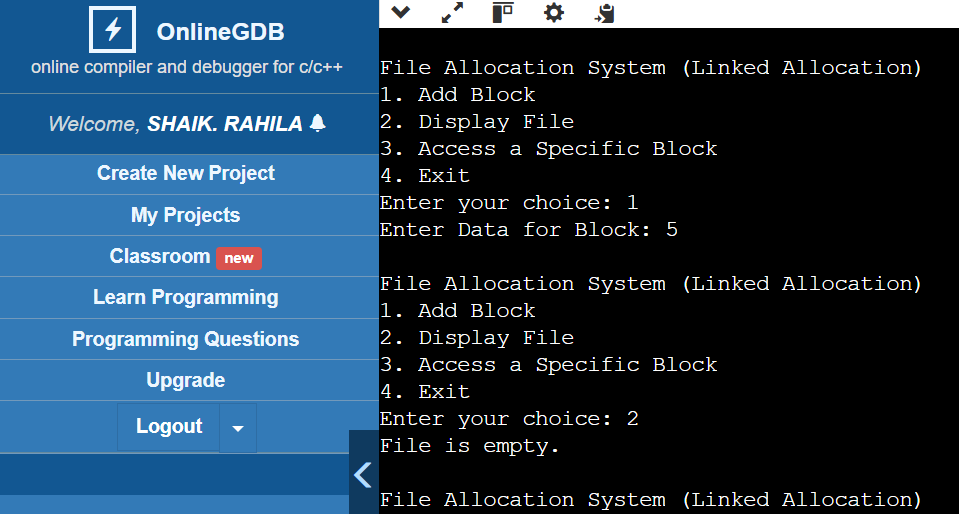 OnlineGDB
online compiler and debugger for c/c++
Welcome, SHAIK. RAHILA
Create New Project
My Projects
Classroom new
Learn Programming
Programming Questions
Upgrade
Logout
File Allocation System (Linked Allocation)
1. Add Block
2. Display File
3. Access a Specific Block
4. Exit
Enter your choice: 1
Enter Data for Block: 5
File Allocation System (Linked Allocation)
1. Add Block
2. Display File
3. Access a Specific Block
4. Exit
Enter your choice: 2
File is empty.
File Allocation System (Linked Allocation)